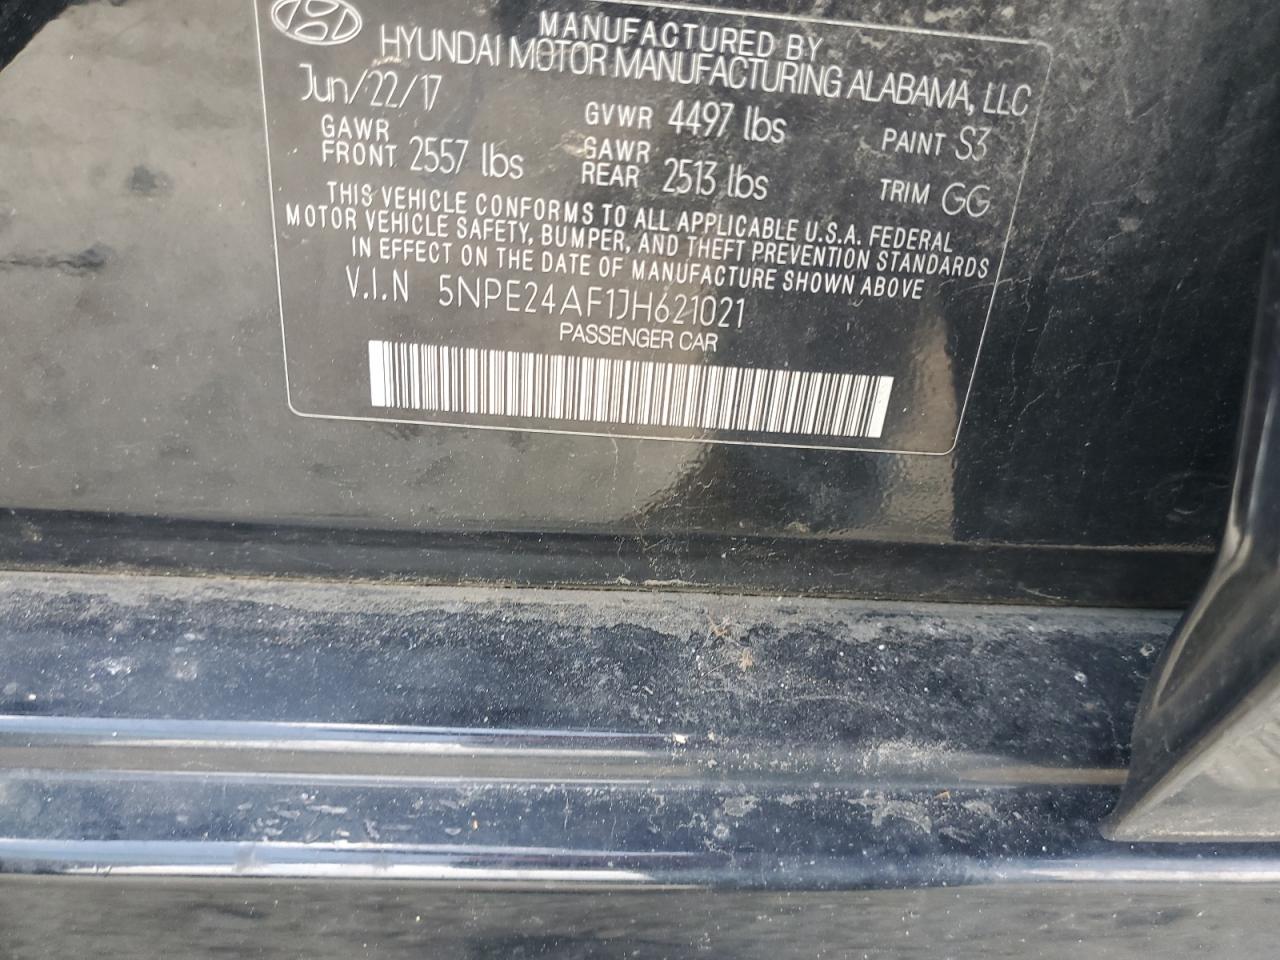 MANUFACTURED BY
HYUNDAI MOTOR MANUFACTURING ALABAMA, LLC
Jun/22/17 GVWR 4497 lbs PAINT S3
GAWR FRONT 2557 lbs GAWR REAR 2513 lbs TRIM GG
THIS VEHICLE CONFORMS TO ALL APPLICABLE U.S.A. FEDERAL
MOTOR VEHICLE SAFETY, BUMPER, AND THEFT PREVENTION STANDARDS
IN EFFECT ON THE DATE OF MANUFACTURE SHOWN ABOVE
V.I.N 5NPE24AF1JH621021
PASSENGER CAR